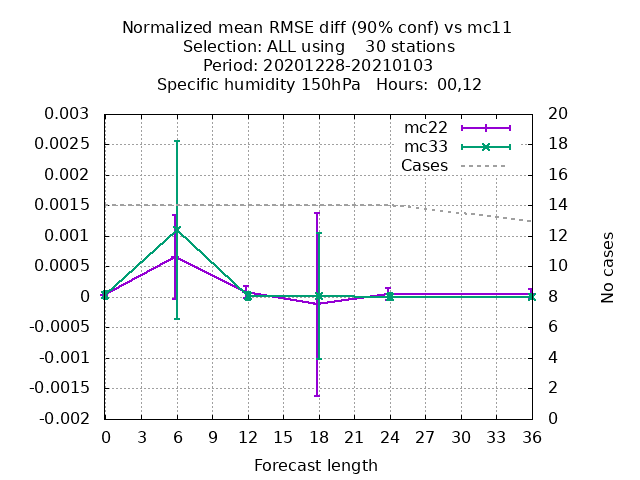 Normalized mean RMSE diff (90% conf) vs mc11
Selection: ALL using    30 stations
Period: 20201228-20210103
Specific humidity 150hPa   Hours: 00,12
mc22
mc33
Cases
0.003
0.0025
0.002
0.0015
0.001
0.0005
0
-0.0005
-0.001
-0.0015
-0.002
20
18
16
14
12
10
8
6
4
2
0
No cases
0 3 6 9 12 15 18 21 24 27 30 33 36
Forecast length